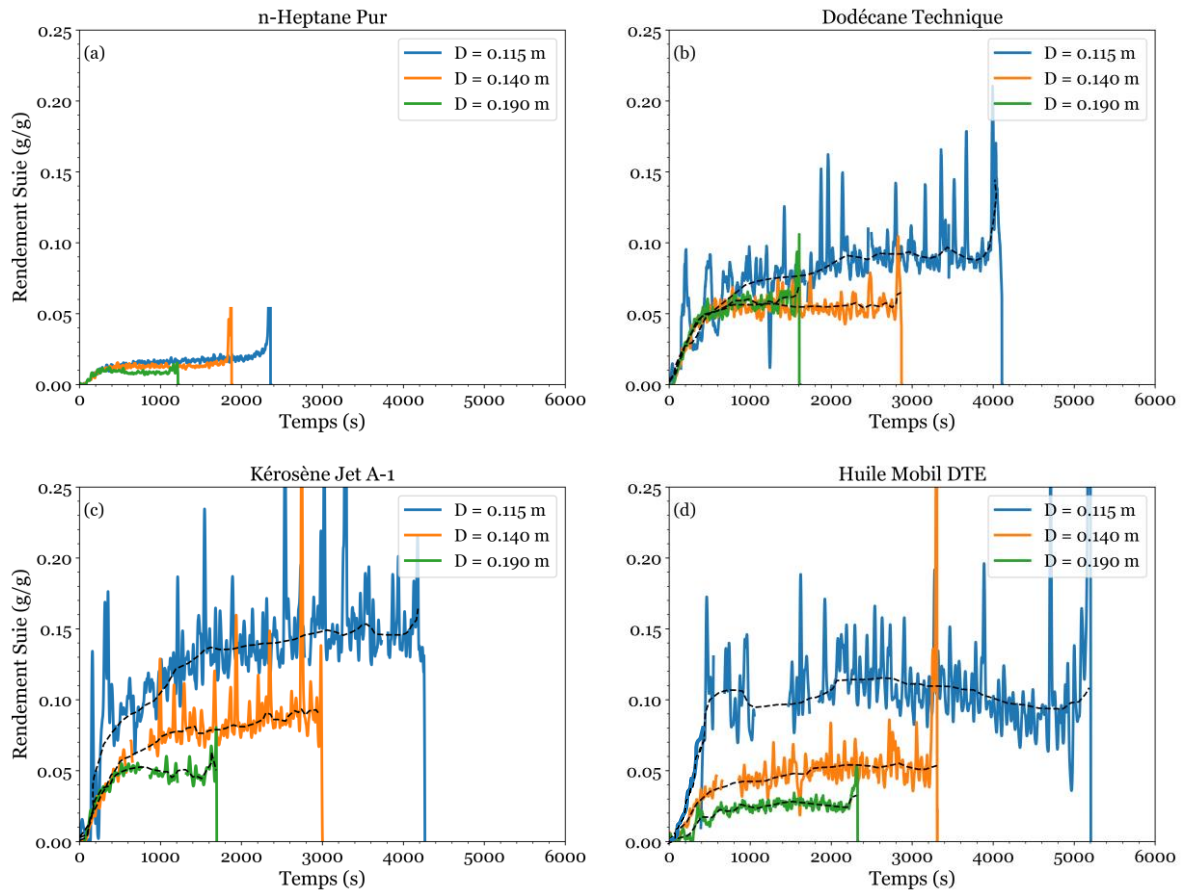 n-Heptane Pur
(a)
D = 0.115 m
D = 0.140 m
D = 0.190 m
Rendement Suie (g/g)
0.25
0.20
0.15
0.10
0.05
0.00
0 1000 2000 3000 4000 5000 6000
Temps (s)
Dodécane Technique
(b)
D = 0.115 m
D = 0.140 m
D = 0.190 m
0.25
0.20
0.15
0.10
0.05
0.00
0 1000 2000 3000 4000 5000 6000
Temps (s)
Kérosène Jet A-1
(c)
D = 0.115 m
D = 0.140 m
D = 0.190 m
Rendement Suie (g/g)
0.25
0.20
0.15
0.10
0.05
0.00
0 1000 2000 3000 4000 5000 6000
Temps (s)
Huile Mobil DTE
(d)
D = 0.115 m
D = 0.140 m
D = 0.190 m
0.25
0.20
0.15
0.10
0.05
0.00
0 1000 2000 3000 4000 5000 6000
Temps (s)